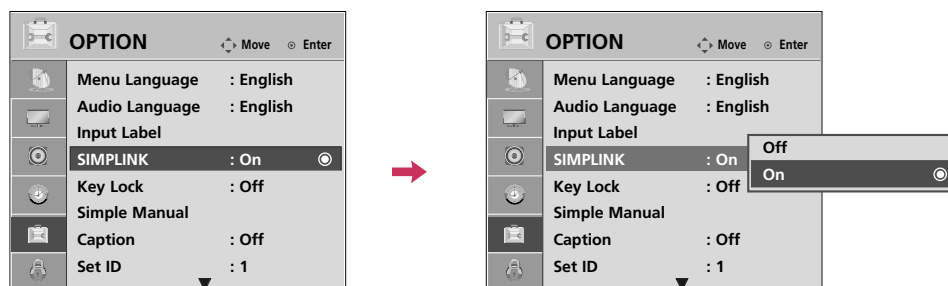 OPTION Move Enter
Menu Language : English
Audio Language : English
Input Label
SIMPLINK : On
Key Lock : Off
Simple Manual
Caption : Off
Set ID : 1
OPTION Move Enter
Menu Language : English
Audio Language : English
Input Label
SIMPLINK : On
Key Lock : Off
Simple Manual
Caption : Off
Set ID : 1
Off
On